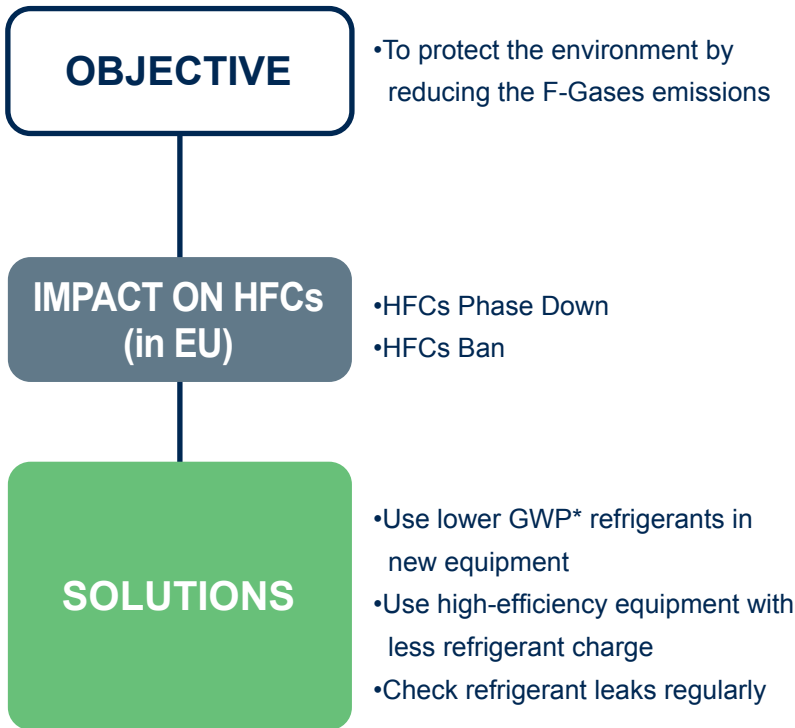 OBJECTIVE
•To protect the environment by
reducing the F-Gases emissions
IMPACT ON HFCs
(in EU)
•HFCs Phase Down
•HFCs Ban
SOLUTIONS
•Use lower GWP* refrigerants in
new equipment
•Use high-efficiency equipment with
less refrigerant charge
•Check refrigerant leaks regularly